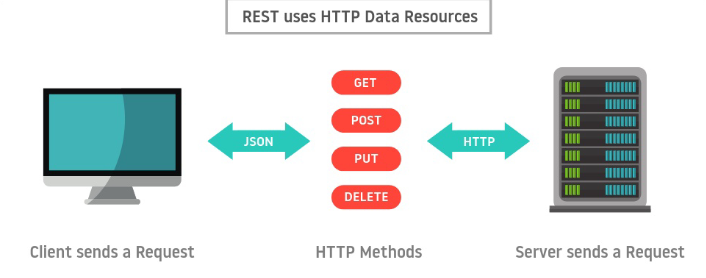 REST uses HTTP Data Resources
GET
POST
PUT
DELETE
JSON
HTTP
Client sends a Request
HTTP Methods
Server sends a Request